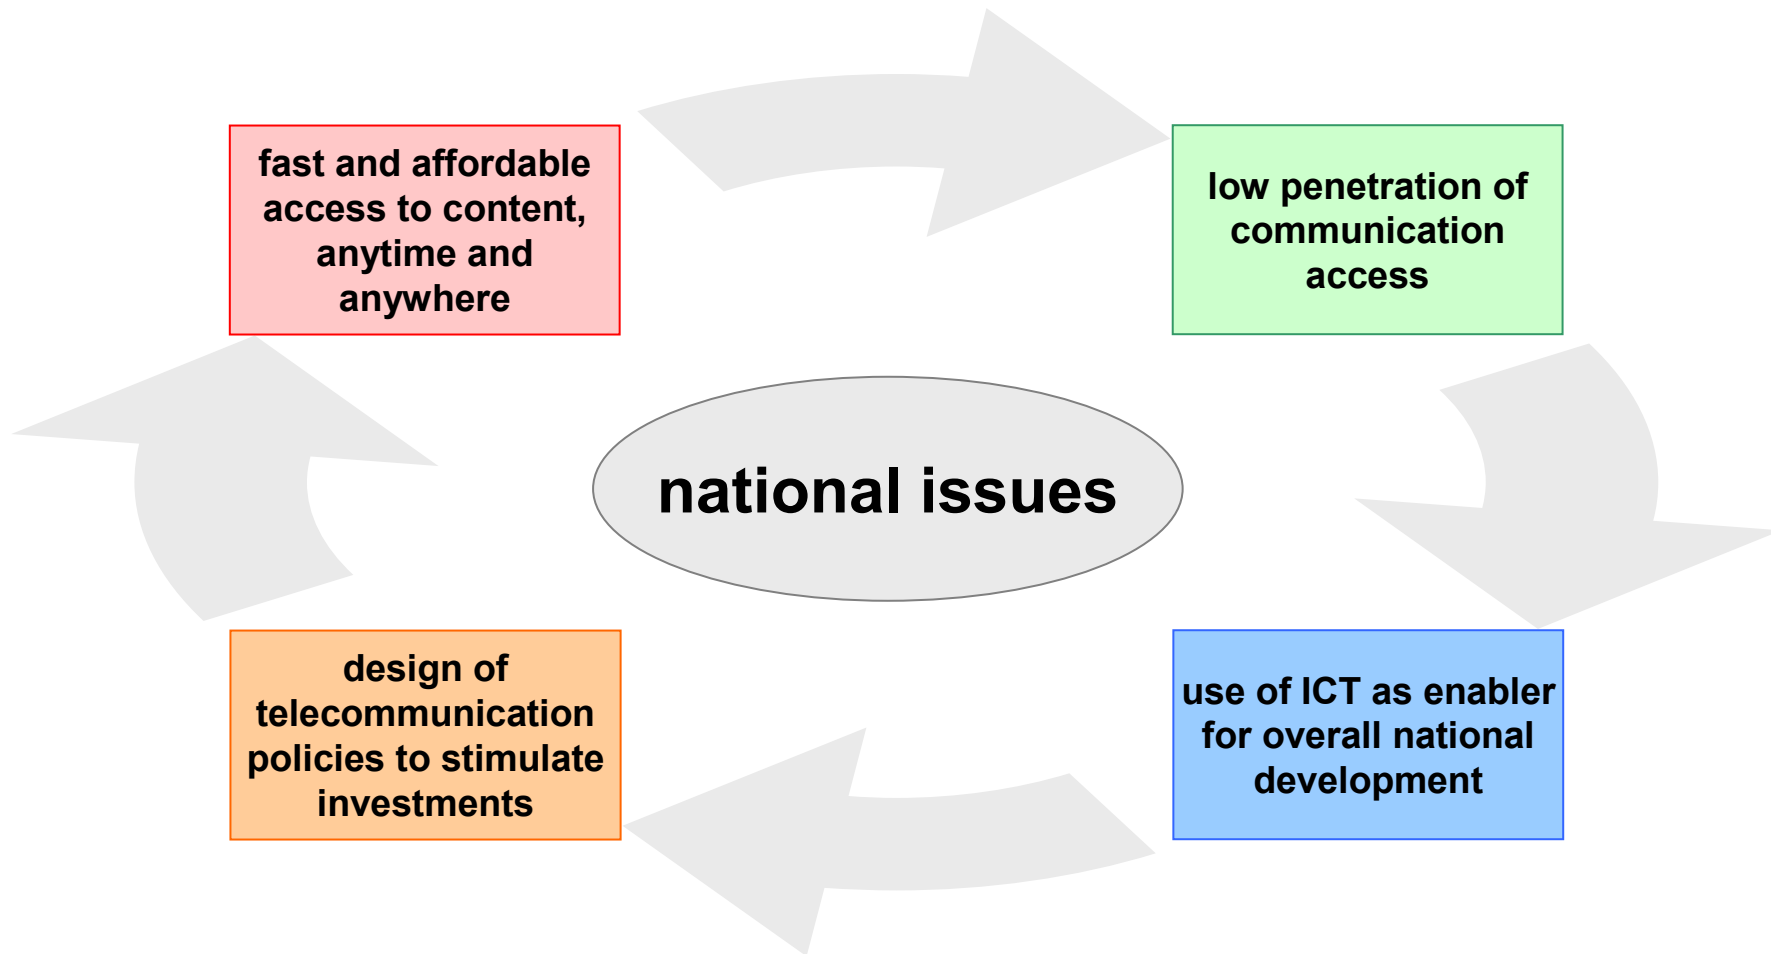 fast and affordable
access to content,
anytime and
anywhere
low penetration of
communication
access
national issues
design of
telecommunication
policies to stimulate
investments
use of ICT as enabler
for overall national
development